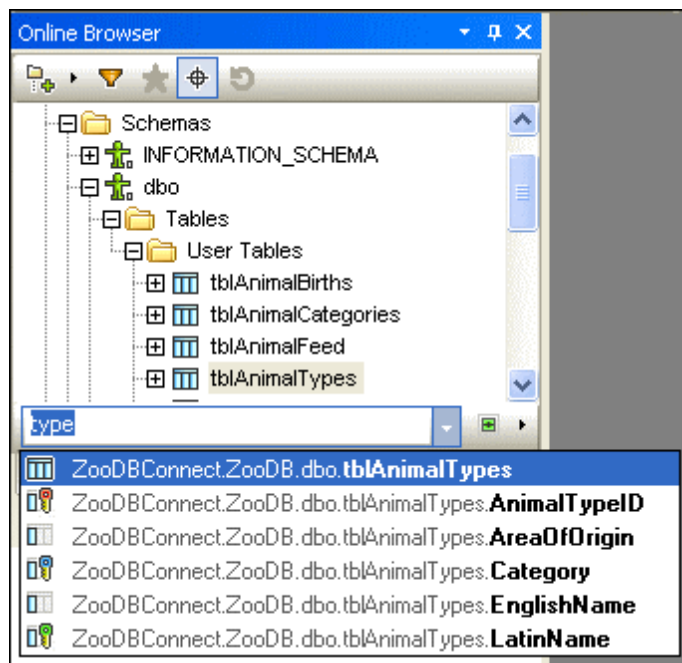 Online Browser
Schemas
INFORMATION_SCHEMA
dbo
Tables
User Tables
tblAnimalBirths
tblAnimalCategories
tblAnimalFeed
tblAnimalTypes
type
ZooDBConnect.ZooDB.dbo.tblAnimalTypes
ZooDBConnect.ZooDB.dbo.tblAnimalTypes.AnimalTypeID
ZooDBConnect.ZooDB.dbo.tblAnimalTypes.AreaOfOrigin
ZooDBConnect.ZooDB.dbo.tblAnimalTypes.Category
ZooDBConnect.ZooDB.dbo.tblAnimalTypes.EnglishName
ZooDBConnect.ZooDB.dbo.tblAnimalTypes.LatinName